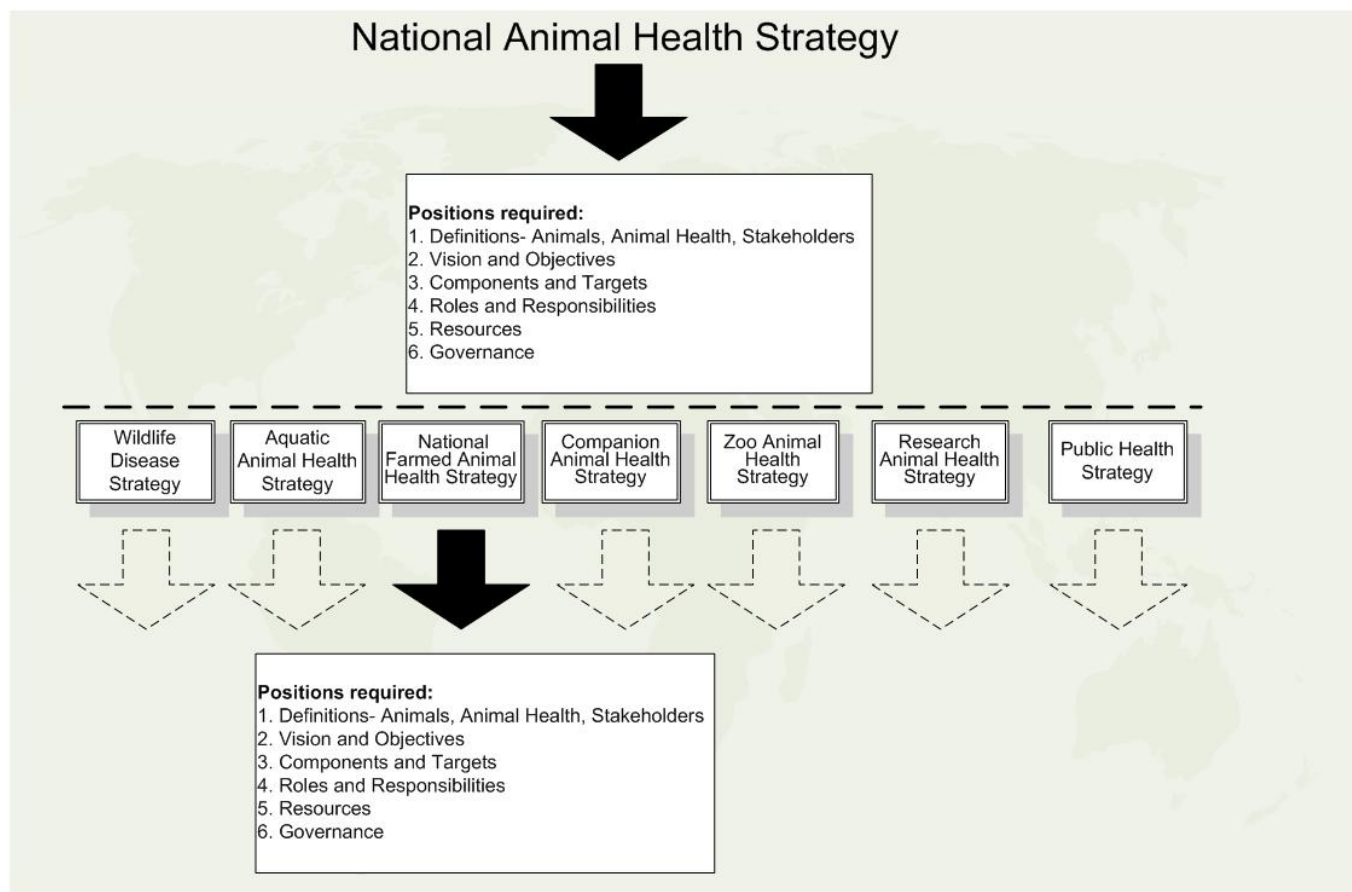 National Animal Health Strategy
Positions required:
1. Definitions- Animals, Animal Health, Stakeholders
2. Vision and Objectives
3. Components and Targets
4. Roles and Responsibilities
5. Resources
6. Governance
Wildlife
Disease
Strategy
Aquatic
Animal Health
Strategy
National
Farmed Animal
Health Strategy
Companion
Animal Health
Strategy
Zoo Animal
Health
Strategy
Research
Animal Health
Strategy
Public Health
Strategy
Positions required:
1. Definitions- Animals, Animal Health, Stakeholders
2. Vision and Objectives
3. Components and Targets
4. Roles and Responsibilities
5. Resources
6. Governance